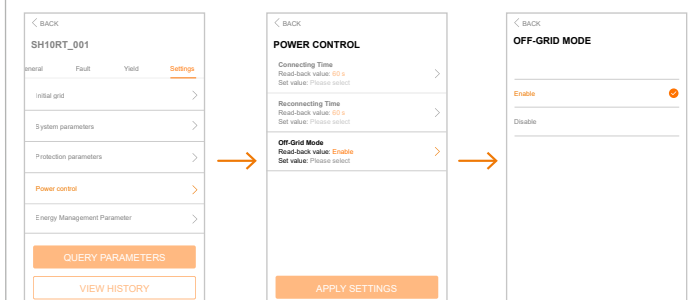 BACK
SH10RT_001
eneral Fault Yield Settings
Initial grid
System parameters
Protection parameters
Power control
Energy Management Parameter
QUERY PARAMETERS
VIEW HISTORY
BACK
POWER CONTROL
Connecting Time
Read-back value: 60 s
Set value: Please select
Reconnecting Time
Read-back value: 60 s
Set value: Please select
Off-Grid Mode
Read-back value: Enable
Set value: Please select
APPLY SETTINGS
BACK
OFF-GRID MODE
Enable
Disable